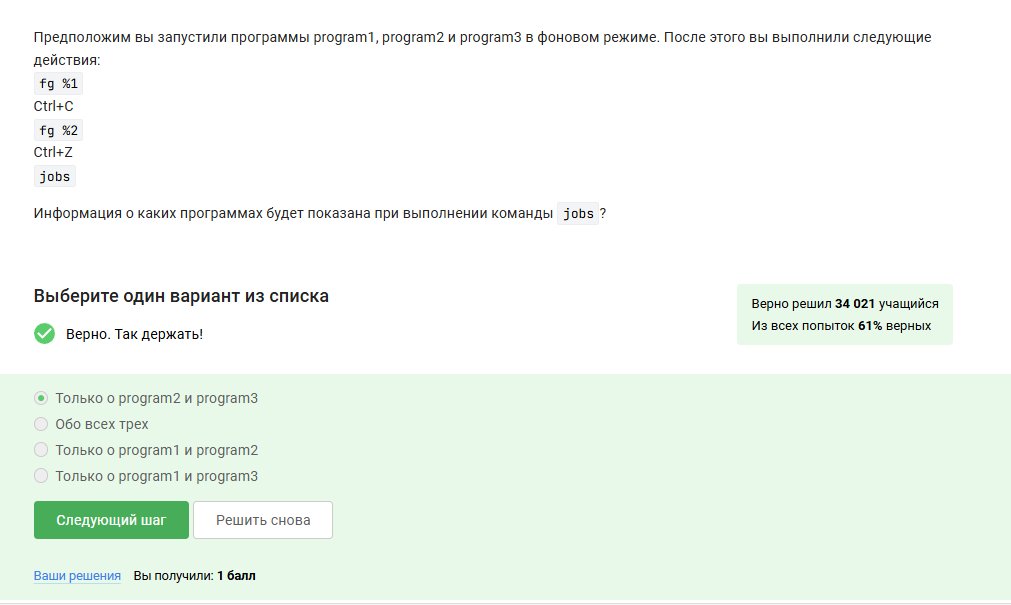 Предположим вы запустили программы program1, program2 и program3 в фоновом режиме. После этого вы выполнили следующие
действия:
fg %1
Ctrl+C
fg %2
Ctrl+Z
jobs
Информация о каких программах будет показана при выполнении команды jobs?
Выберите один вариант из списка
Верно. Так держать!
Верно решил 34 021 учащийся
Из всех попыток 61% верных
Только о program2 и program3
Обо всех трех
Только о program1 и program2
Только о program1 и program3
Следующий шаг Решить снова
Ваши решения Вы получили: 1 балл